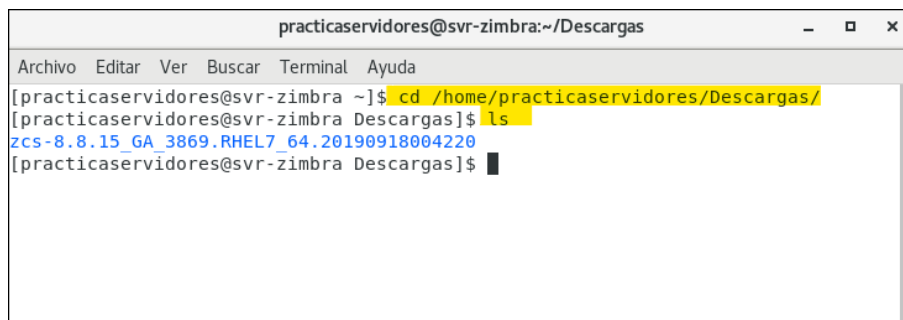 practicaservidores@svr-zimbra:~/Descargas
Archivo Editar Ver Buscar Terminal Ayuda
[practicaservidores@svr-zimbra ~]$ cd /home/practicaservidores/Descargas/
[practicaservidores@svr-zimbra Descargas]$ ls
zcs-8.8.15_GA_3869.RHEL7_64.20190918004220
[practicaservidores@svr-zimbra Descargas]$